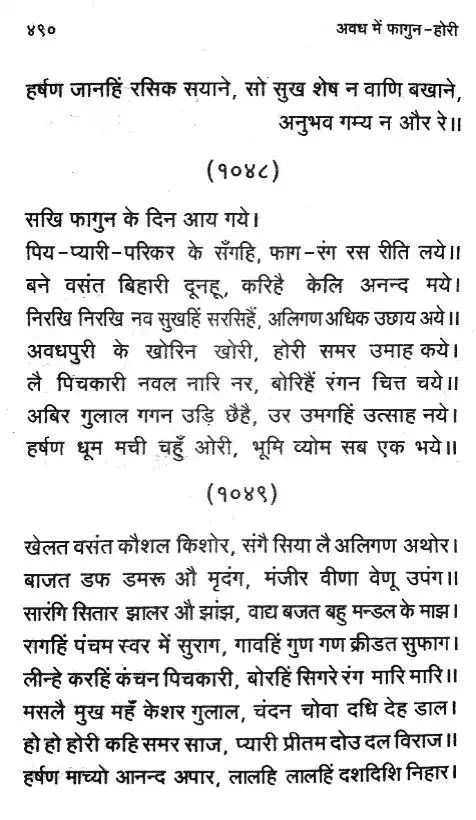 ४९० अवध में फागुन-होरी
हर्षण जानहिं रसिक सयाने, सो सुख शेष न वाणि बखाने,
अनुभव गम्य न और रे॥
(१०४८)
सखि फागुन के दिन आय गये।
पिय-प्यारी-परिकर के सँगहि, फाग-रंग रस रीति लये॥
बने वसंत बिहारी दूनहू, करिहै केलि अनन्द मये।
निरखि निरखि नव सुखहिं सरसिहैं, अलिगण अधिक उछाय अये॥
अवधपुरी के खोरिन खोरी, होरी समर उमाह कये।
लै पिचकारी नवल नारि नर, बोरिहैं रंगन चित्त चये॥
अबिर गुलाल गगन उड़ि छैहै, उर उमगहिं उत्साह नये।
हर्षण धूम मची चहुँ ओरी, भूमि व्योम सब एक भये॥
(१०४९)
खेलत वसंत कौशल किशोर, संगै सिया लै अलिगण अथोर।
बाजत डफ डमरू औ मृदंग, मंजीर वीणा वेणू उपंग॥
सारंगि सितार झालर औ झांझ, वाद्य बजत बहु मन्डल के माझ।
रागहिं पंचम स्वर में सुराग, गावहिं गुण गण क्रीडत सुफाग।
लीन्हे करहिं कंचन पिचकारी, बोरहिं सिगरे रंग मारि मारि॥
मसलै मुख महँ केशर गुलाल, चंदन चोवा दधि देह डाल।
हो हो होरी कहि समर साज, प्यारी प्रीतम दोउ दल विराज॥
हर्षण माच्यो आनन्द अपार, लालहि लालहिं दशदिशि निहार।